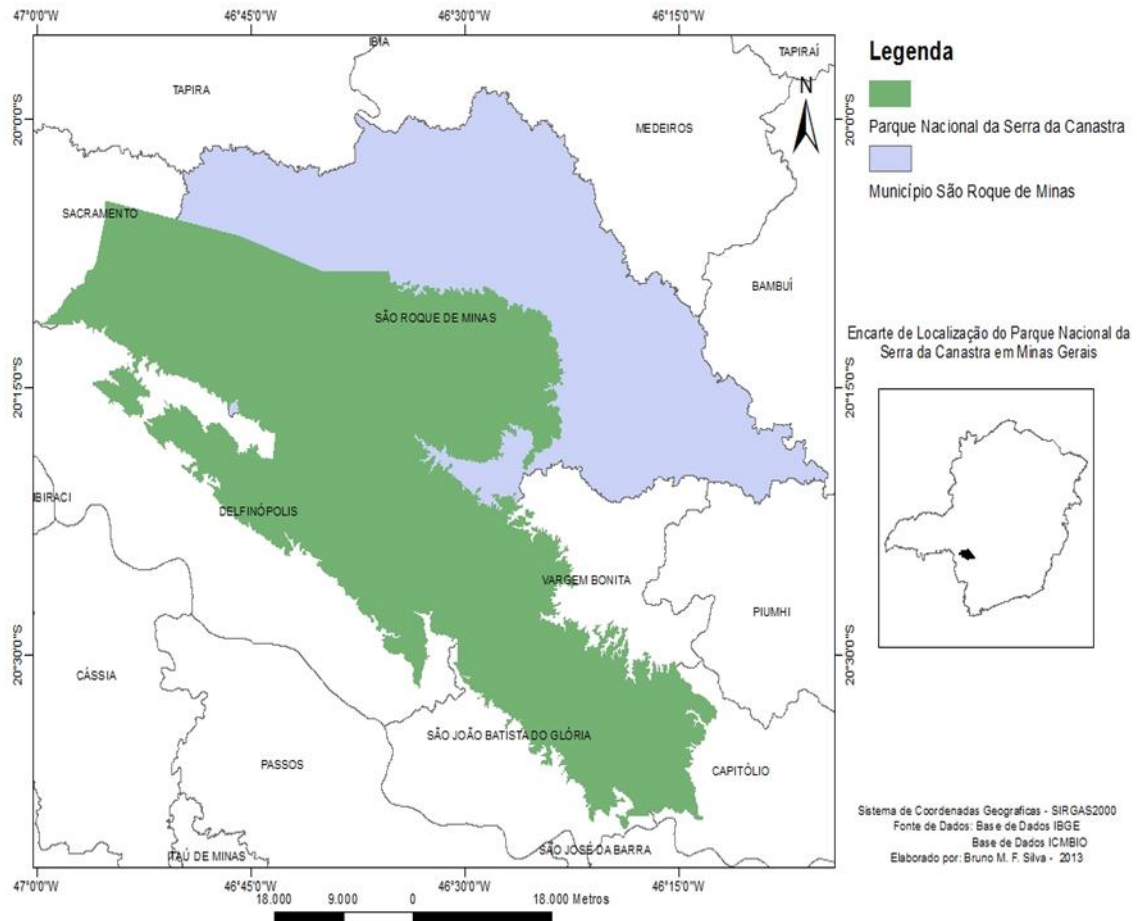 47°0'0"W
46°45'0"W
46°30'0"W
46°15'0"W
IBIA
TAPIRAÍ
TAPIRA
MEDEIROS
N
20°0'0"S
20°0'0"S
SACRAMENTO
BAMBUÍ
SÃO ROQUE DE MINAS
20°15'0"S
20°15'0"S
IBIRACI
DELFINÓPOLIS
VARGEM BONITA
PIUMHI
20°30'0"S
20°30'0"S
CÁSSIA
SÃO JOÃO BATISTA DO GLÓRIA
PASSOS
CAPITÓLIO
ITAÚ DE MINAS
SÃO JOSÉ DA BARRA
47°0'0"W
46°45'0"W
46°30'0"W
46°15'0"W
18.000 9.000 0 18.000 Metros
Legenda
Parque Nacional da Serra da Canastra
Município São Roque de Minas
Encarte de Localização do Parque Nacional da
Serra da Canastra em Minas Gerais
Sistema de Coordenadas Geograficas - SIRGAS2000
Fonte de Dados: Base de Dados IBGE
Base de Dados ICMBIO
Elaborado por: Bruno M. F. Silva - 2013